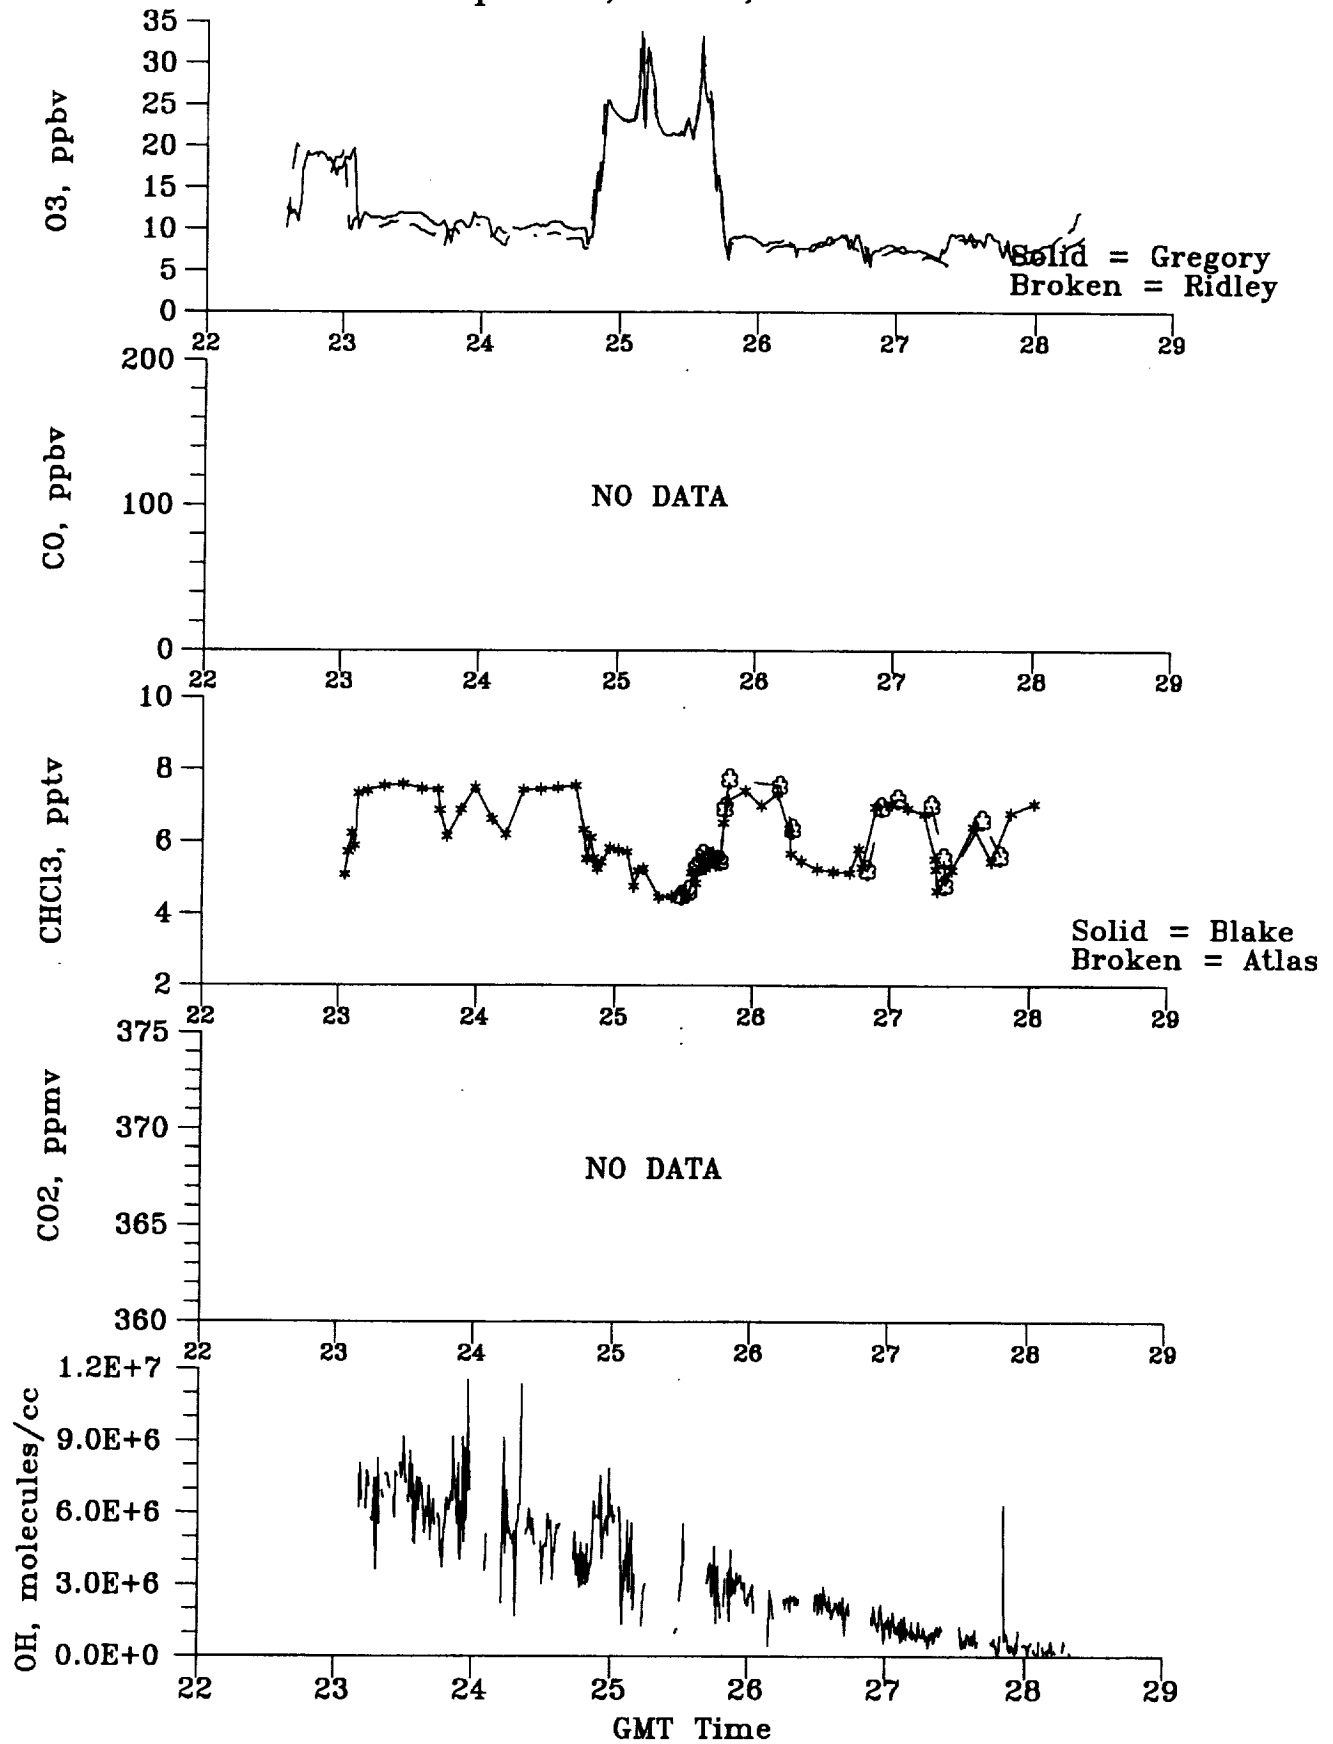 35
30
25
20
15
10
5
0
O3, ppbv
Solid = Gregory
Broken = Ridley
22 23 24 25 26 27 28 29
200
100
0
CO, ppbv
NO DATA
22 23 24 25 26 27 28 29
10
8
6
4
2
CHCl3, pptv
Solid = Blake
Broken = Atlas
22 23 24 25 26 27 28 29
375
370
365
360
CO2, ppmv
NO DATA
22 23 24 25 26 27 28 29
1.2E+7
9.0E+6
6.0E+6
3.0E+6
0.0E+0
OH, molecules/cc
22 23 24 25 26 27 28 29
GMT Time